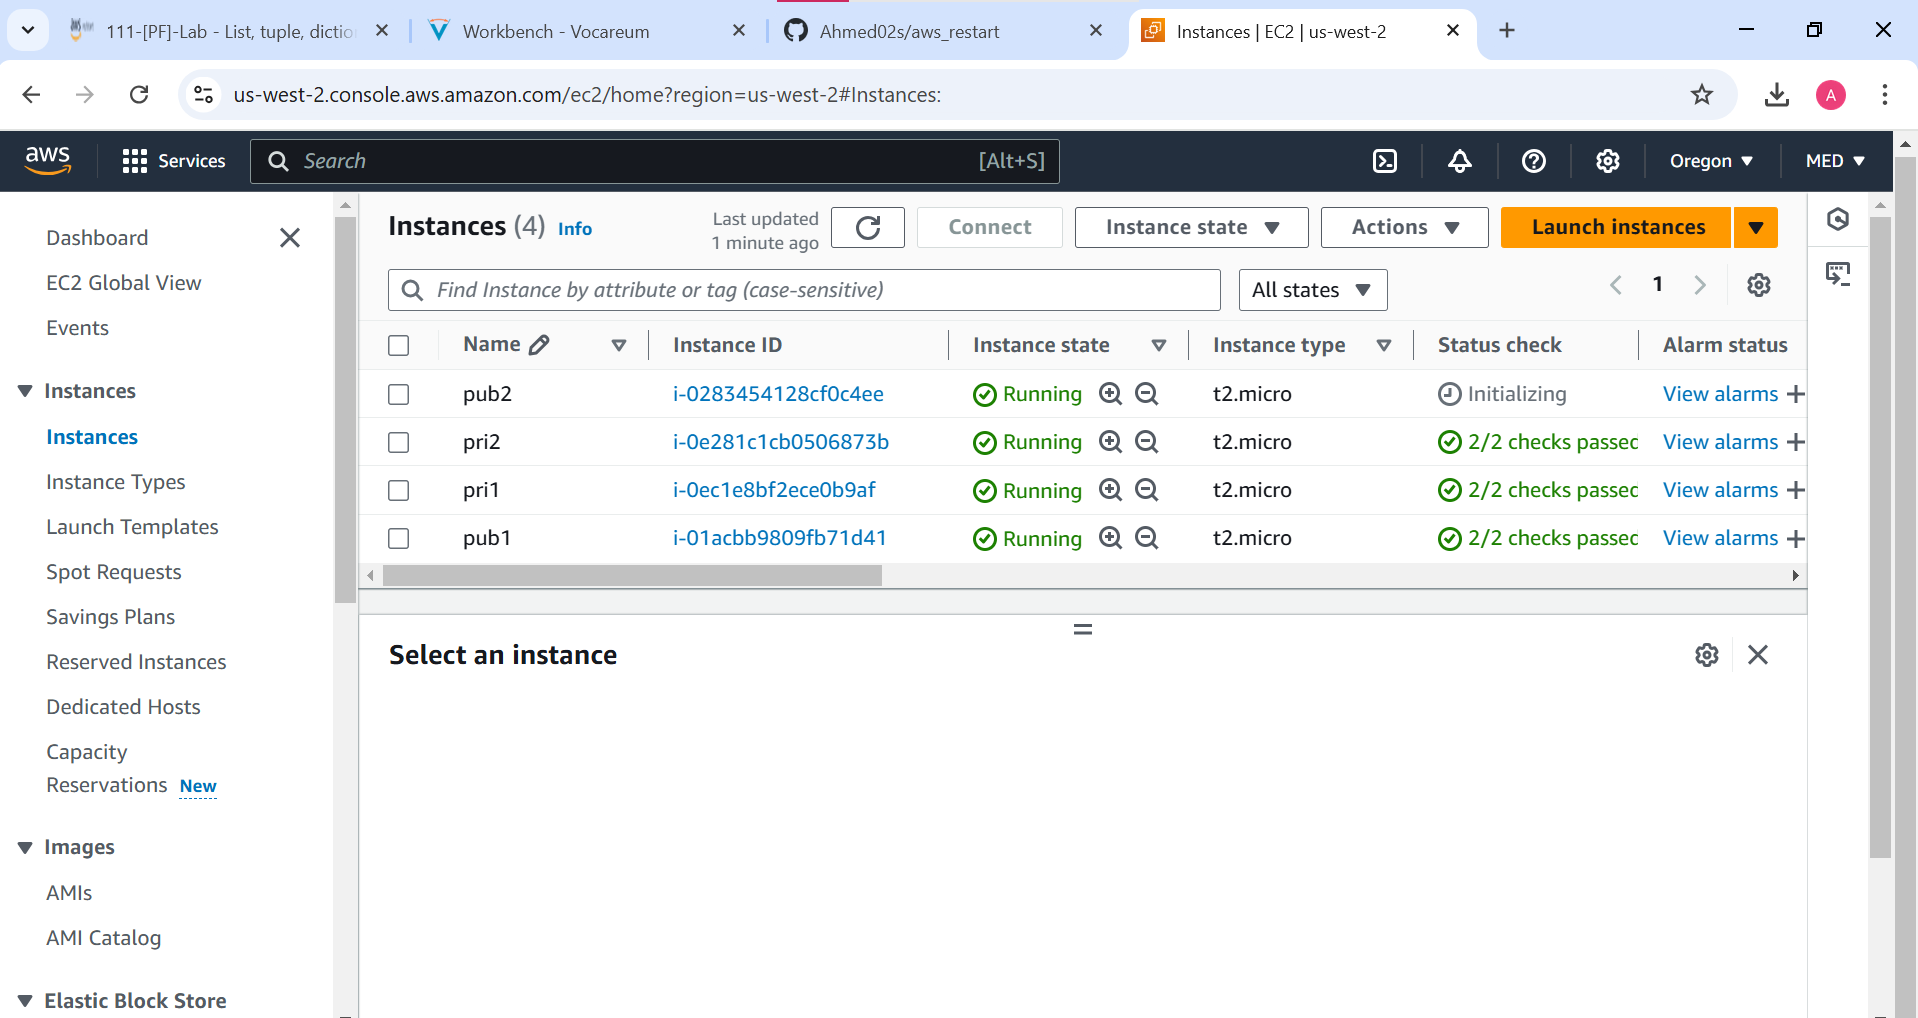 111-[PF]-Lab - List, tuple, dictio
Workbench - Vocareum
Ahmed02s/aws_restart
Instances | EC2 | us-west-2
us-west-2.console.aws.amazon.com/ec2/home?region=us-west-2#Instances:
A
aws
Services
Search
[Alt+S]
Oregon
MED
Dashboard
EC2 Global View
Events
Instances
Instances
Instance Types
Launch Templates
Spot Requests
Savings Plans
Reserved Instances
Dedicated Hosts
Capacity
Reservations New
Images
AMIs
AMI Catalog
Elastic Block Store
Instances (4) Info
Last updated
1 minute ago
Connect
Instance state
Actions
Launch instances
Find Instance by attribute or tag (case-sensitive)
All states
1
Name Instance ID Instance state Instance type Status check Alarm status
pub2 i-0283454128cf0c4ee Running t2.micro Initializing View alarms
pri2 i-0e281c1cb0506873b Running t2.micro 2/2 checks passed View alarms
pri1 i-0ec1e8bf2ece0b9af Running t2.micro 2/2 checks passed View alarms
pub1 i-01acbb9809fb71d41 Running t2.micro 2/2 checks passed View alarms
Select an instance